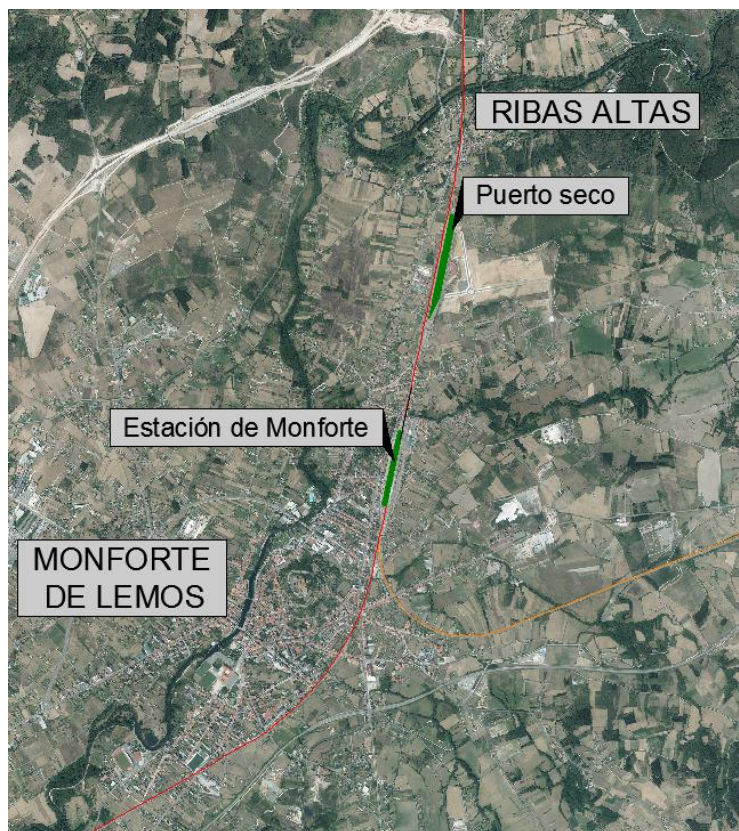 RIBAS ALTAS
Puerto seco
Estación de Monforte
MONFORTE
DE LEMOS